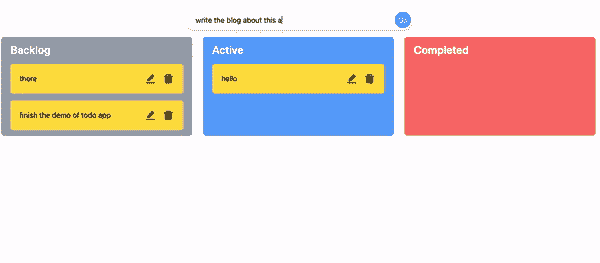 write the blog about this a
Go
Backlog
Active
Completed
there
hello
finish the demo of todo app